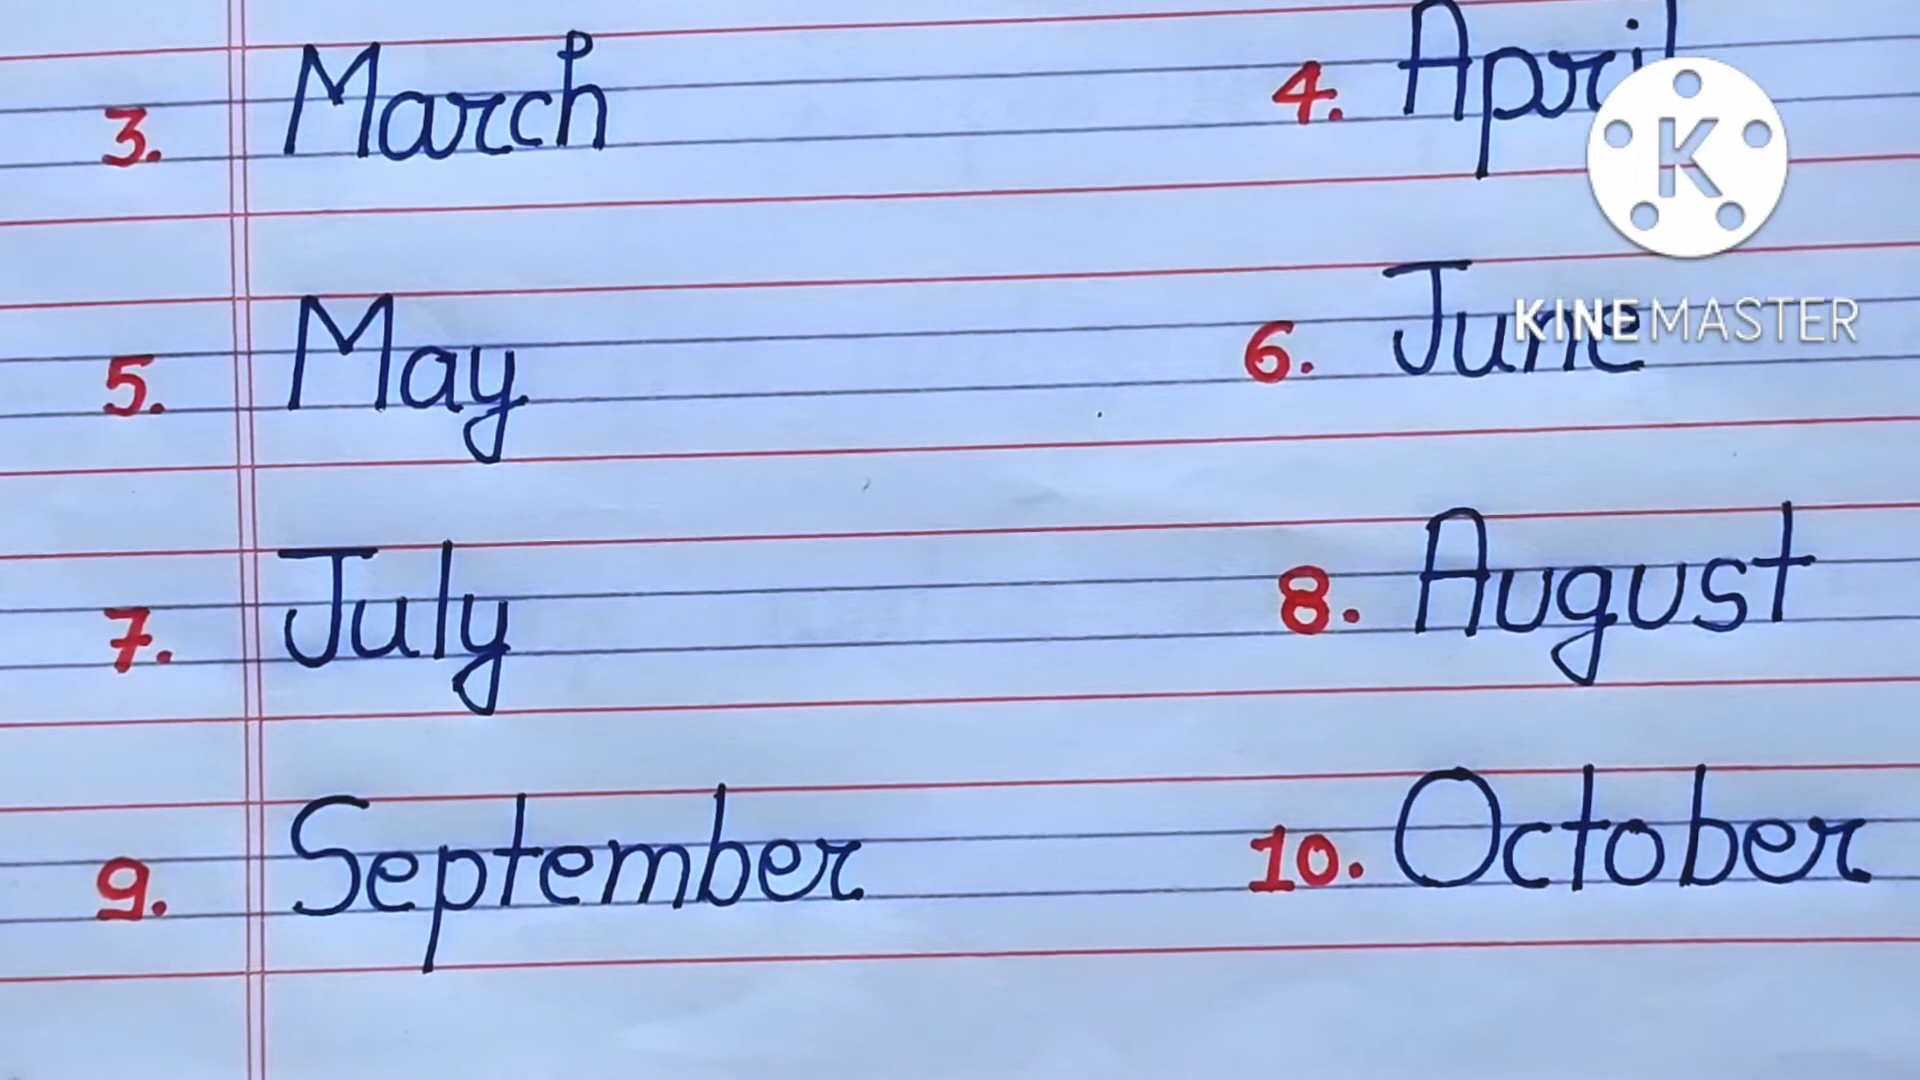 3. March 4. April
5. May 6. June
KINEMASTER
7. July 8. August
9. September 10. October